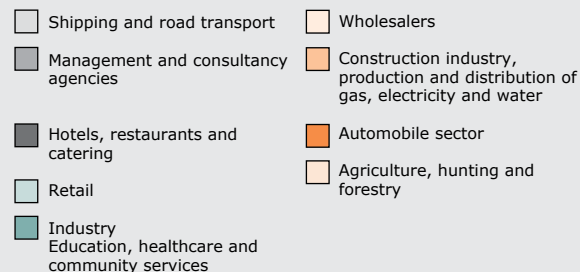 Shipping and road transport
Management and consultancy
agencies
Hotels, restaurants and
catering
Retail
Industry
Education, healthcare and
community services
Wholesalers
Construction industry,
production and distribution of
gas, electricity and water
Automobile sector
Agriculture, hunting and
forestry